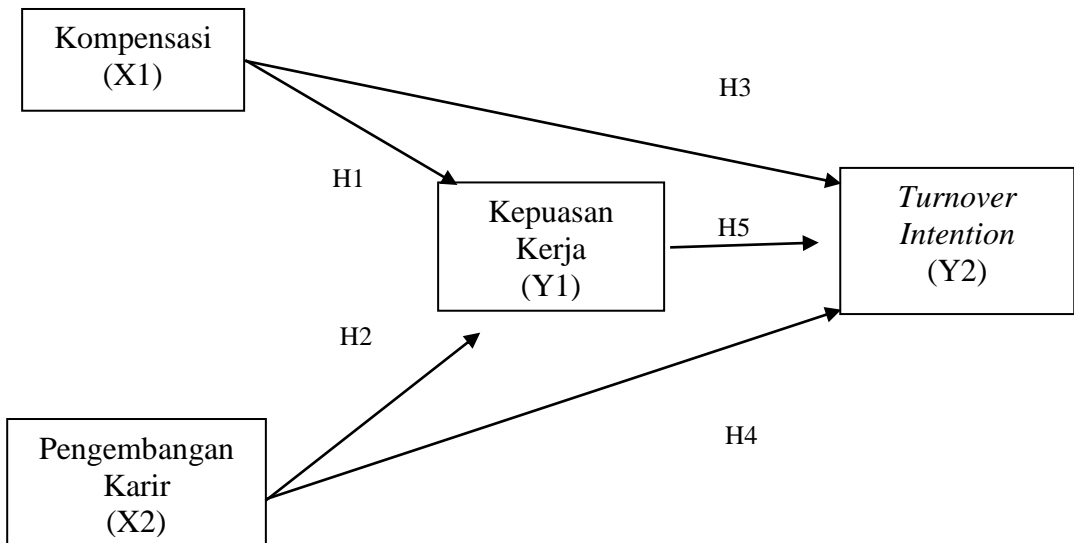 Kompensasi
(X1)
H3
H1
Kepuasan
Kerja
(Y1)
H5
Turnover
Intention
(Y2)
H2
H4
Pengembangan
Karir
(X2)